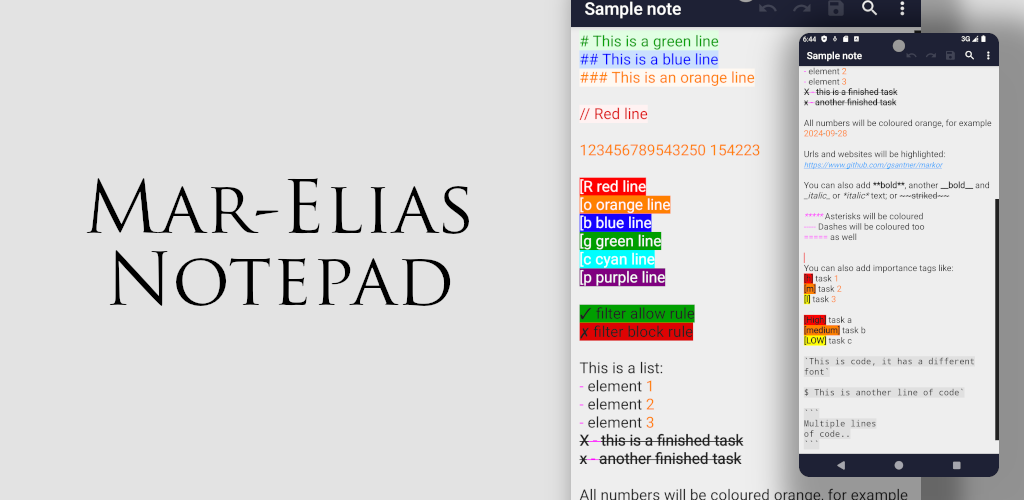 MAR-ELIAS
NOTEPAD
Sample note
# This is a green line
## This is a blue line
### This is an orange line
// Red line
123456789543250 154223
[R red line
[o orange line
[b blue line
[g green line
[c cyan line
[p purple line
✓ filter allow rule
✗ filter block rule
This is a list:
- element 1
- element 2
- element 3
X - this is a finished task
x - another finished task
All numbers will be coloured orange, for example
6:44
3G
Sample note
- element 2
- element 3
X - this is a finished task
x - another finished task
All numbers will be coloured orange, for example
2024-09-28
Urls and websites will be highlighted:
https://www.github.com/gsantner/markor
You can also add **bold**, another __bold__ and
_italic_ or *italic* text; or ~~striked~~
***** Asterisks will be coloured
---- Dashes will be coloured too
===== as well
You can also add importance tags like:
task 1
[m] task 2
[l] task 3
[High] task a
[medium] task b
[LOW] task c
`This is code, it has a different
font`
$ This is another line of code`
```
Multiple lines
of code..
```